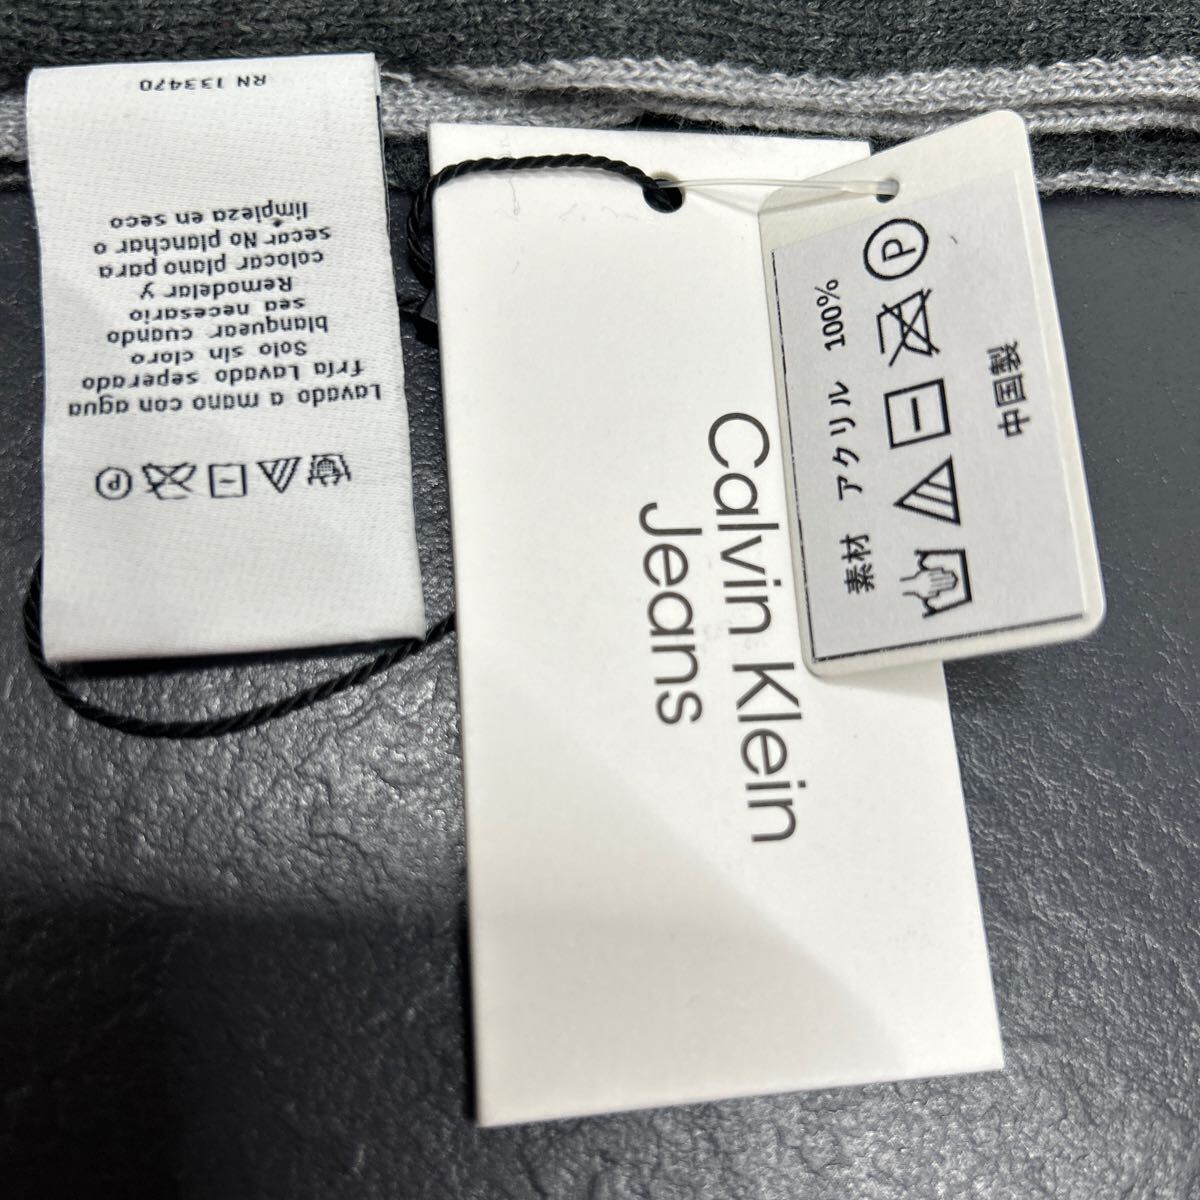 Lavado a mano con agua
fría Lavado seperado
Solo sin cloro
blanquear cuando
sea necesario
Remodelar y
colocar plano para
secar No planchar o
limpieza en seco
RN 133470
P
Calvin Klein
Jeans
素材 アクリル 100%
P
中国製